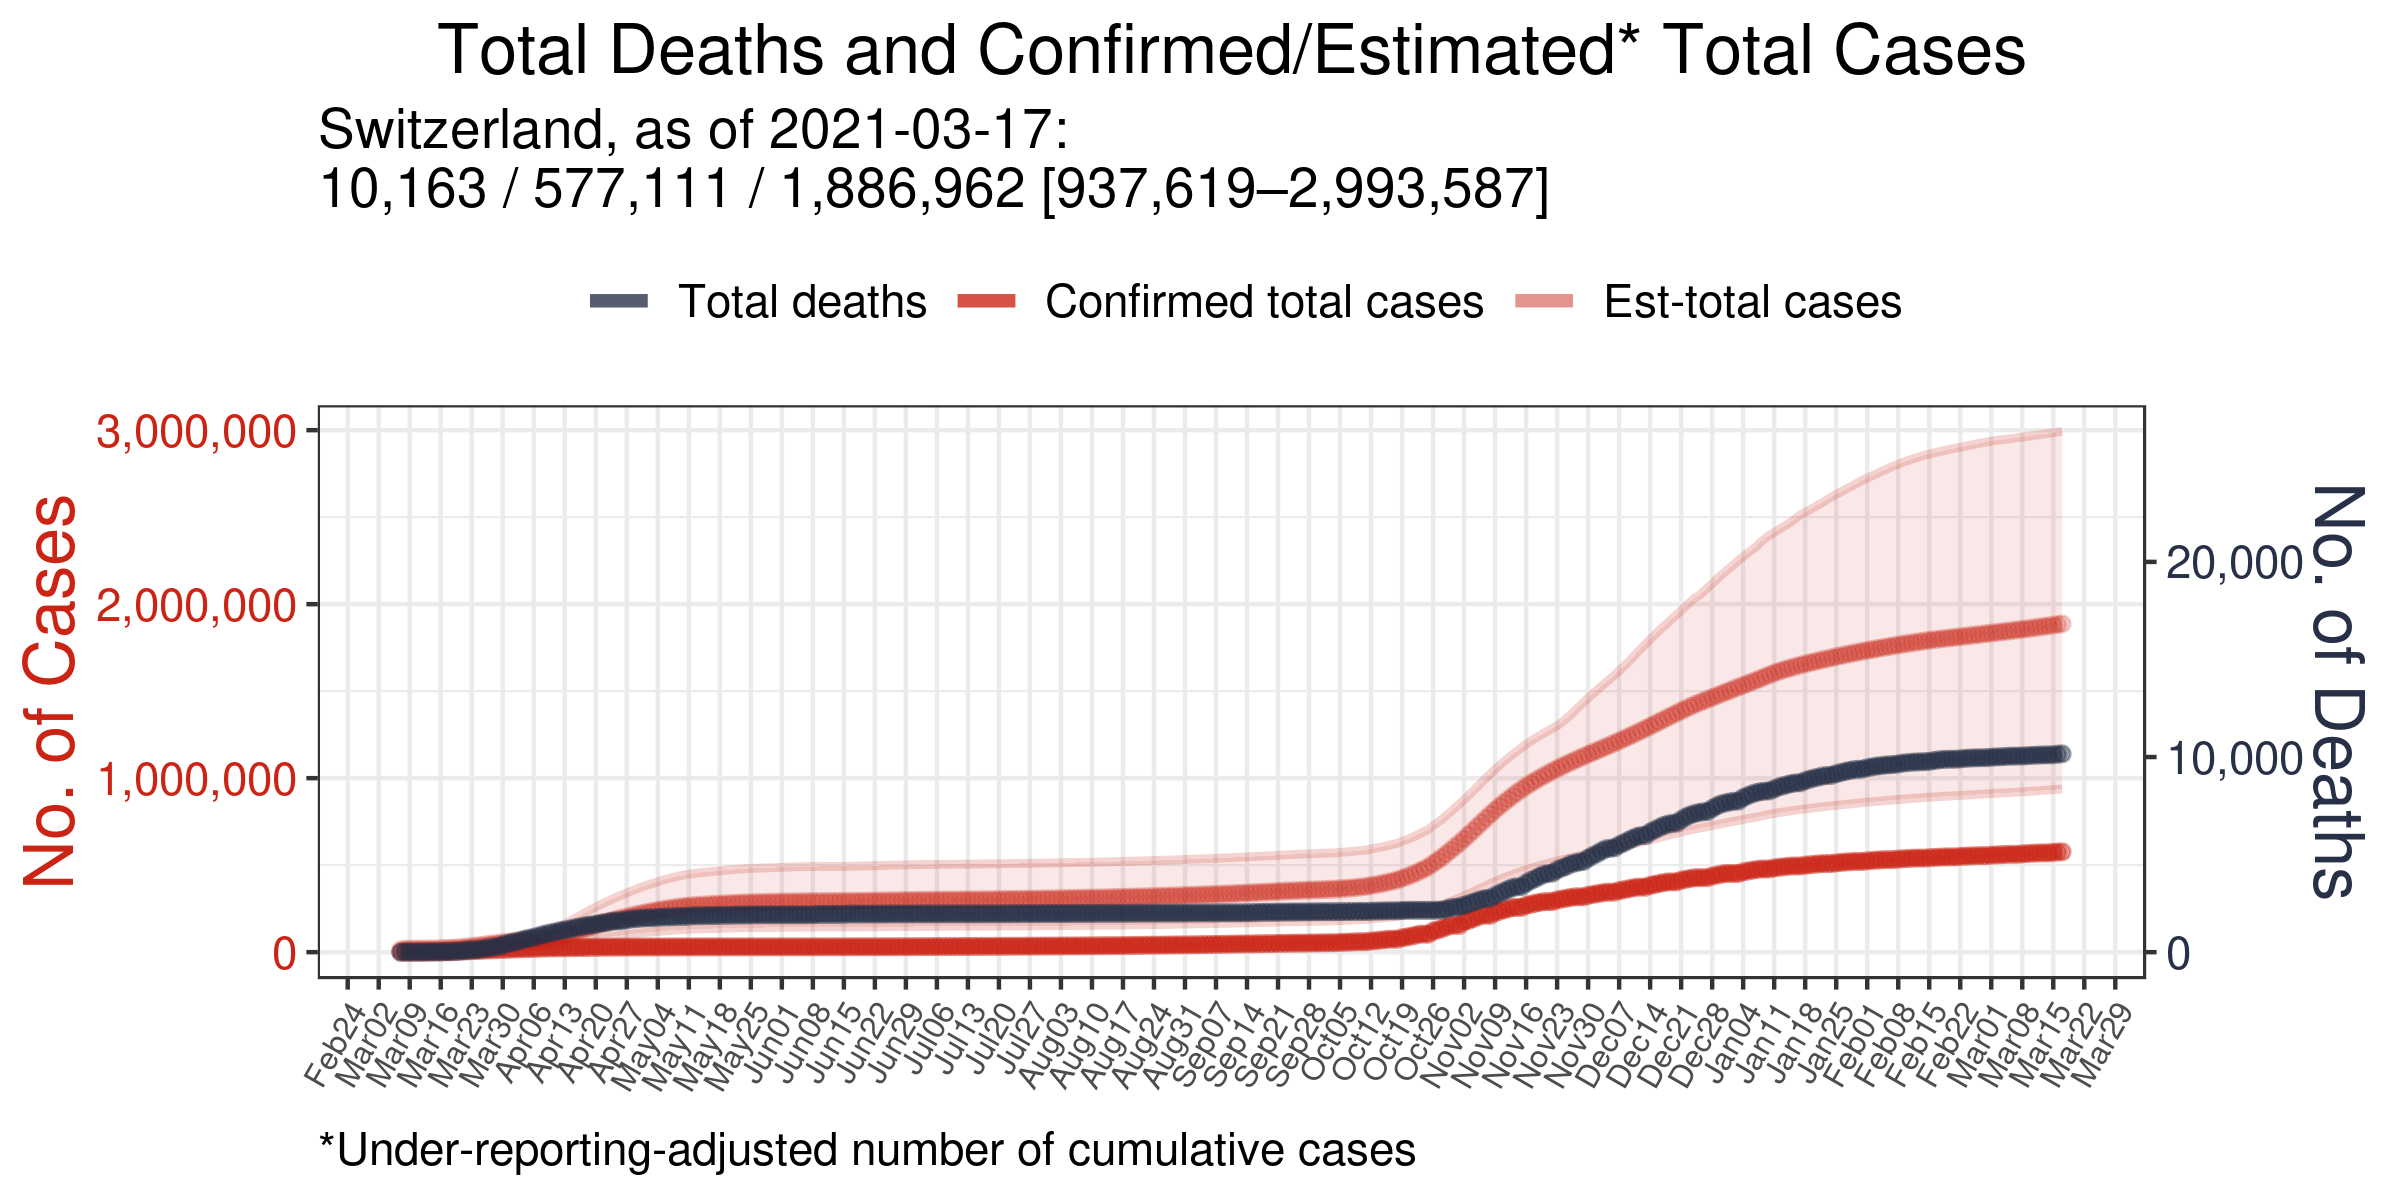 Total Deaths and Confirmed/Estimated* Total Cases
Switzerland, as of 2021-03-17:
10,163 / 577,111 / 1,886,962 [937,619–2,993,587]
Total deaths
Confirmed total cases
Est-total cases
No. of Cases
3,000,000
2,000,000
1,000,000
0
20,000
10,000
0
No. of Deaths
Feb24
Mar02
Mar09
Mar16
Mar23
Mar30
Apr06
Apr13
Apr20
Apr27
May04
May11
May18
May25
Jun01
Jun08
Jun15
Jun22
Jun29
Jul06
Jul13
Jul20
Jul27
Aug03
Aug10
Aug17
Aug24
Aug31
Sep07
Sep14
Sep21
Sep28
Oct05
Oct12
Oct19
Oct26
Nov02
Nov09
Nov16
Nov23
Nov30
Dec07
Dec14
Dec21
Dec28
Jan04
Jan11
Jan18
Jan25
Feb01
Feb08
Feb15
Feb22
Mar01
Mar08
Mar15
Mar22
Mar29
*Under-reporting-adjusted number of cumulative cases